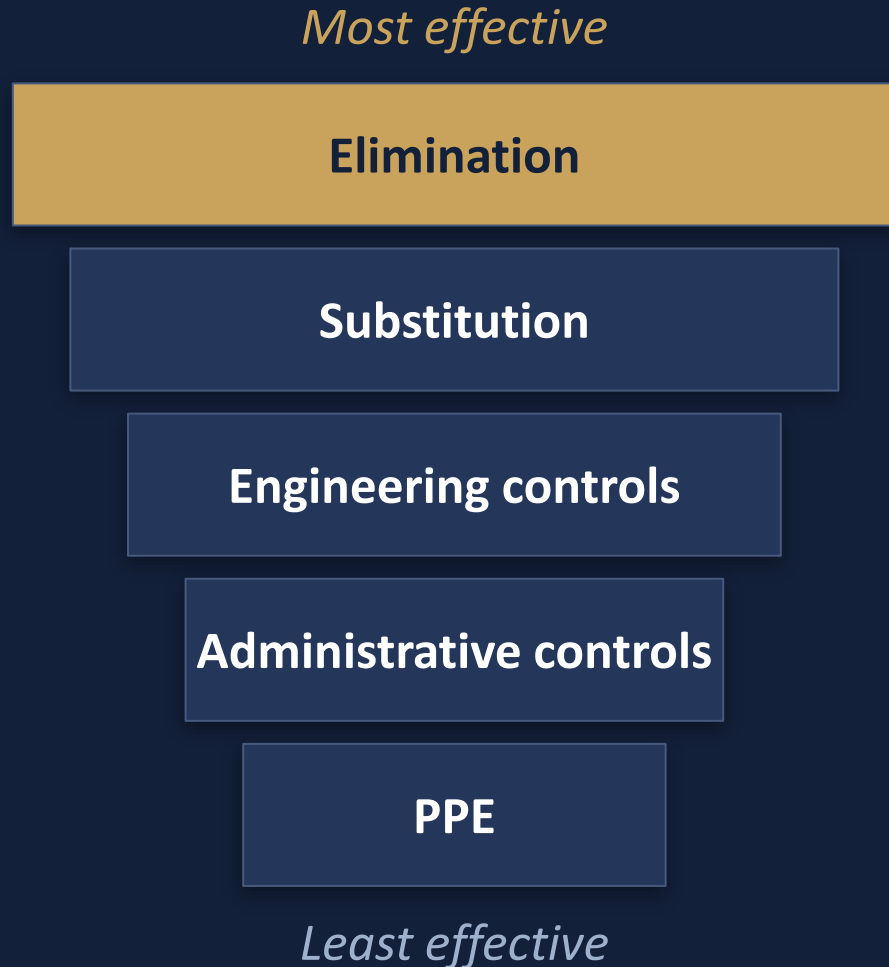 Most effective
Elimination
Substitution
Engineering controls
Administrative controls
PPE
Least effective